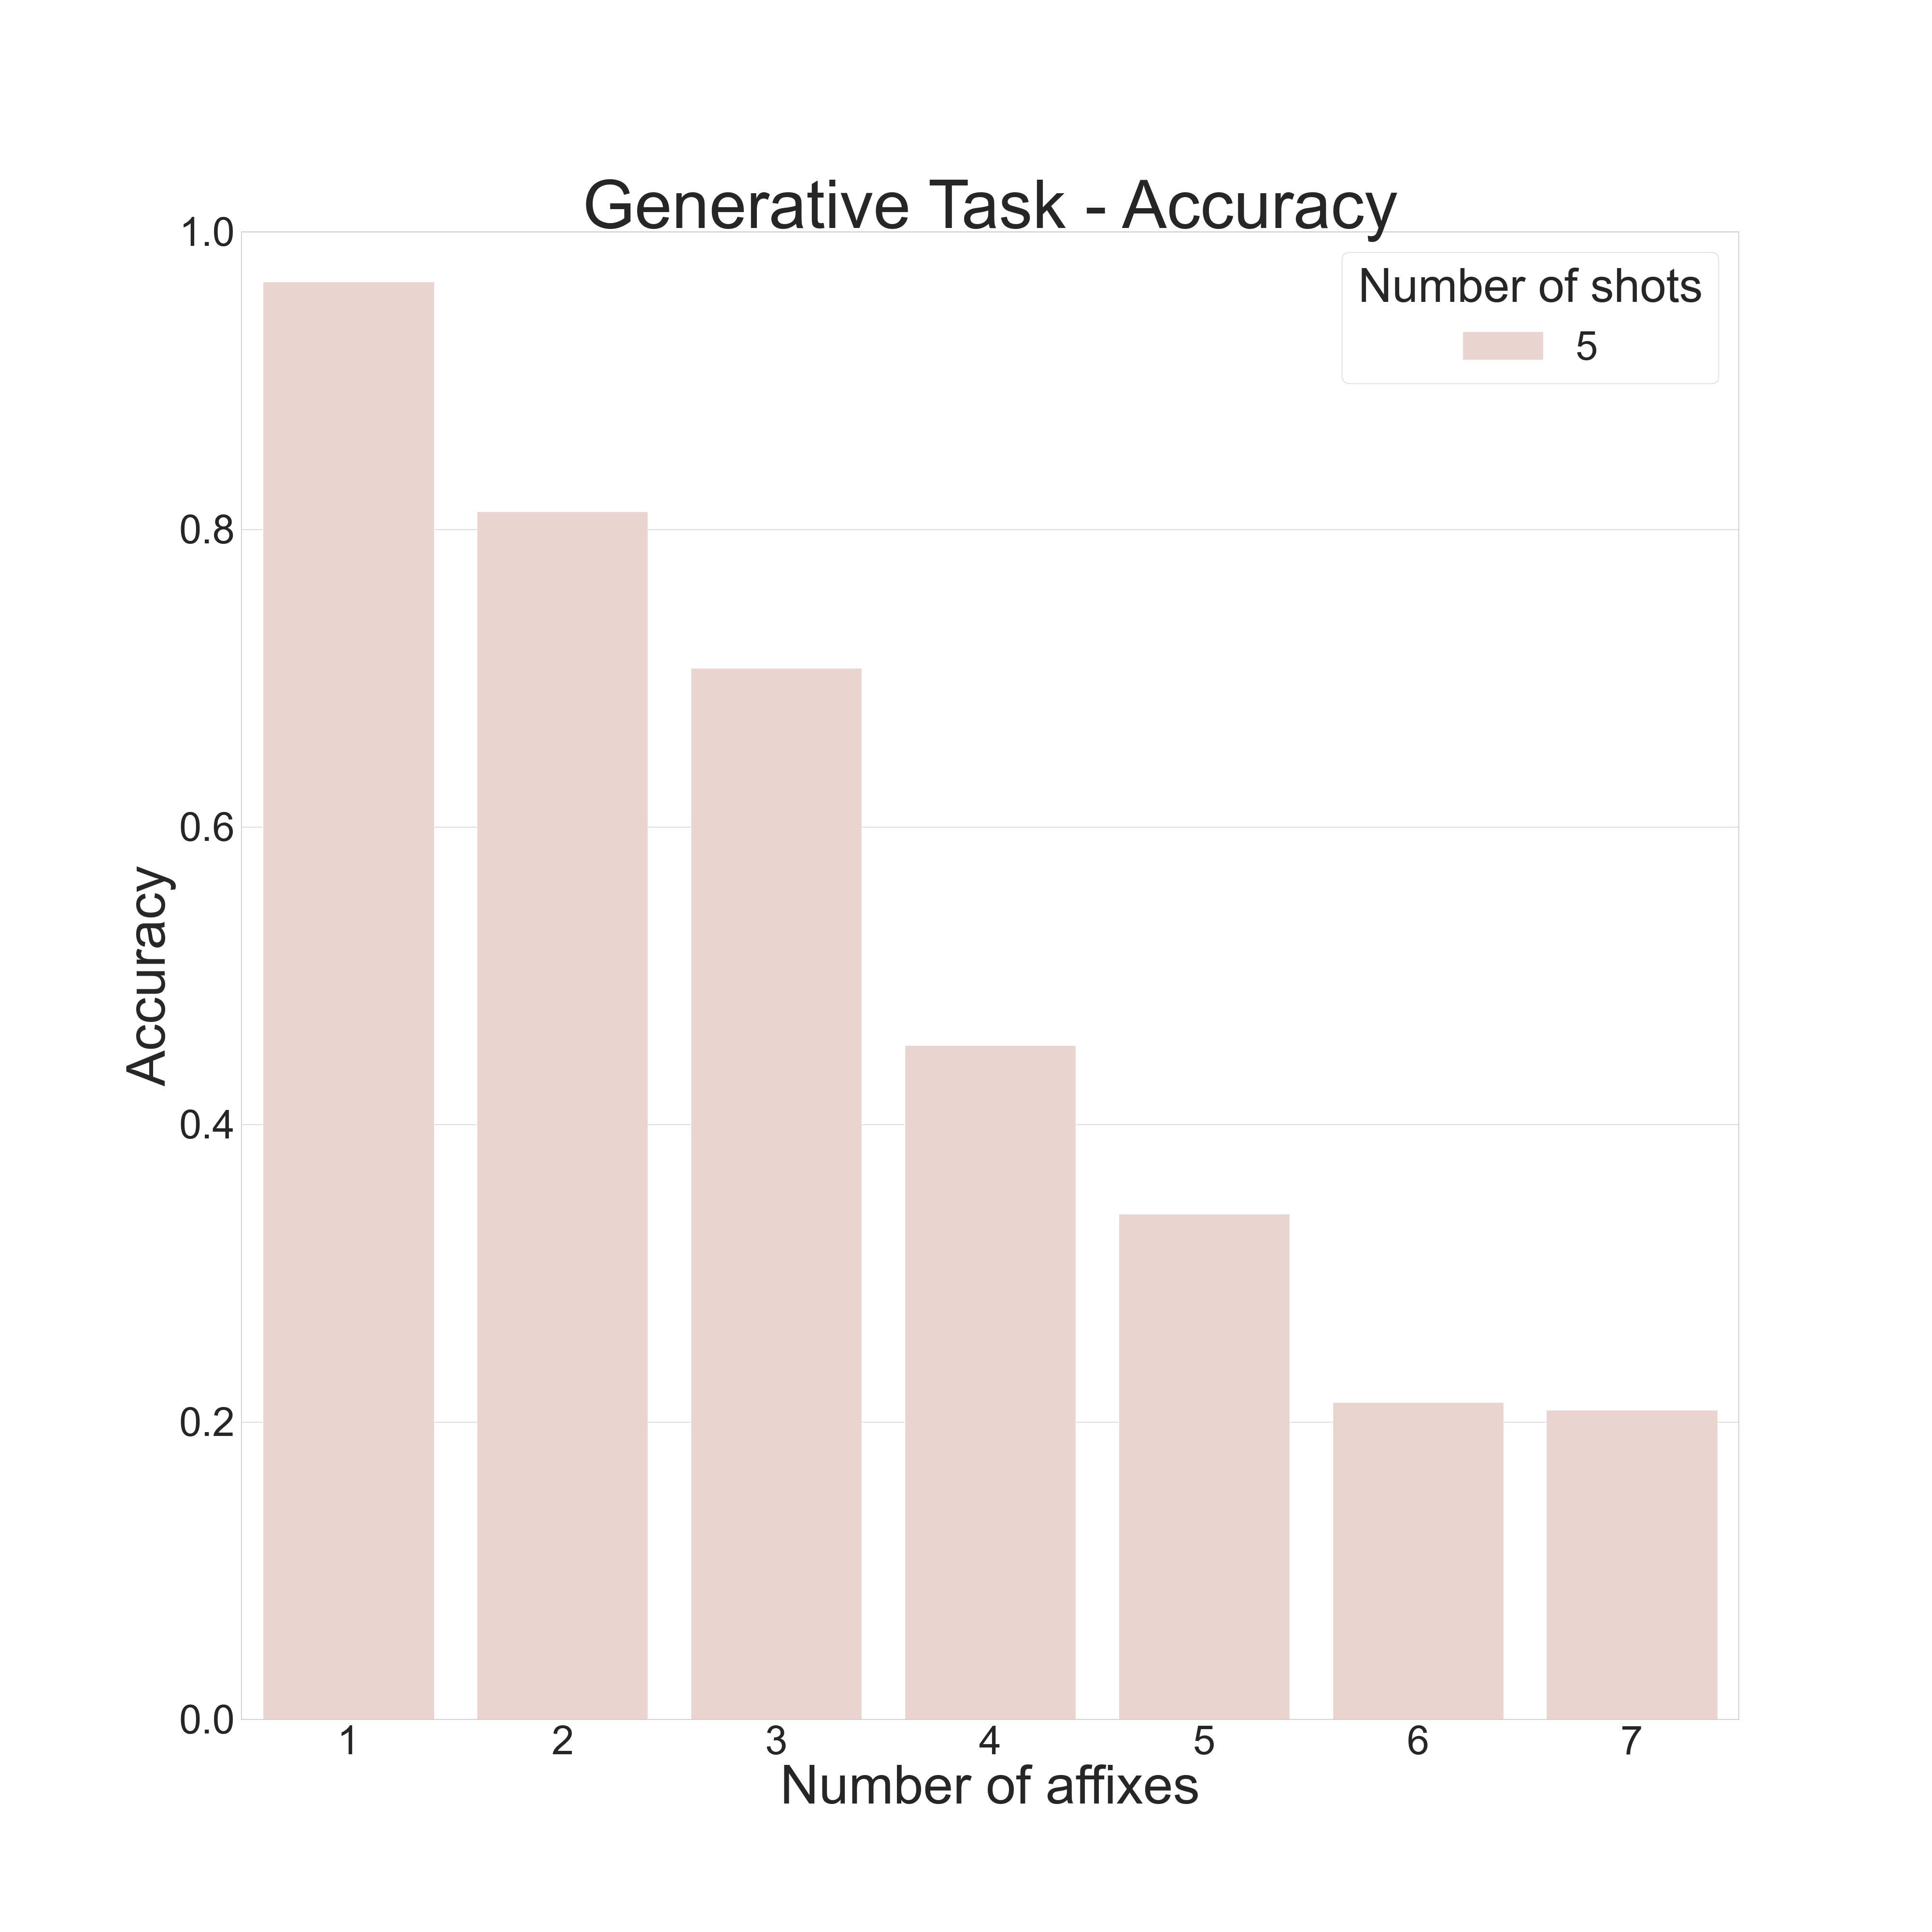 Generative Task - Accuracy
Number of shots
5
Accuracy
1.0
0.8
0.6
0.4
0.2
0.0
1 2 3 4 5 6 7
Number of affixes